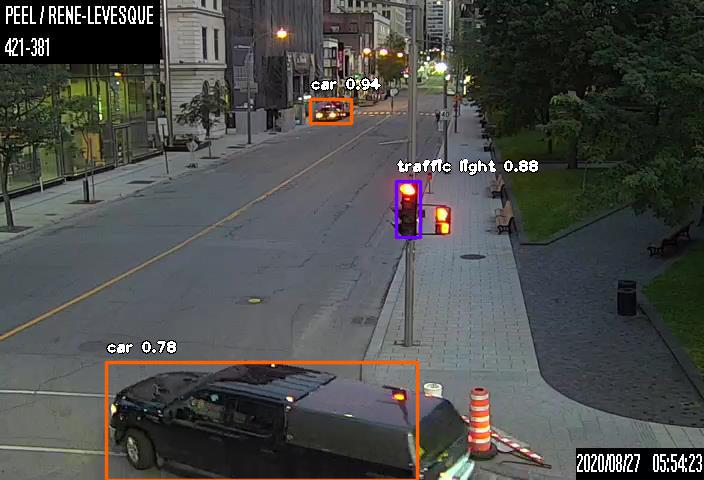 PEEL / RENE-LEVESQUE
421-381
car 0.94
traffic light 0.88
car 0.78
2020/08/27 05:54:23